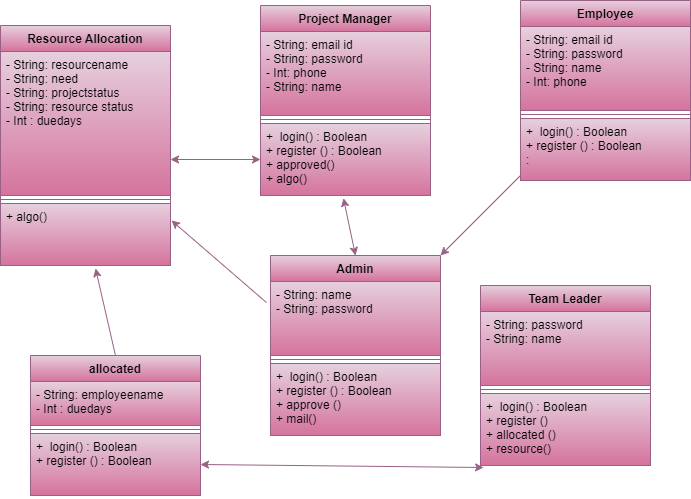 Resource Allocation
- String: resourcename
- String: need
- String: projectstatus
- String: resource status
- Int : duedays
+ algo()
Project Manager
- String: email id
- String: password
- Int: phone
- String: name
+  login() : Boolean
+ register () : Boolean
+ approved()
+ algo()
Employee
- String: email id
- String: password
- String: name
- Int: phone
+  login() : Boolean
+ register () : Boolean
:
Admin
- String: name
- String: password
+  login() : Boolean
+ register () : Boolean
+ approve ()
+ mail()
Team Leader
- String: password
- String: name
+  login() : Boolean
+ register ()
+ allocated ()
+ resource()
allocated
- String: employeename
- Int : duedays
+  login() : Boolean
+ register () : Boolean